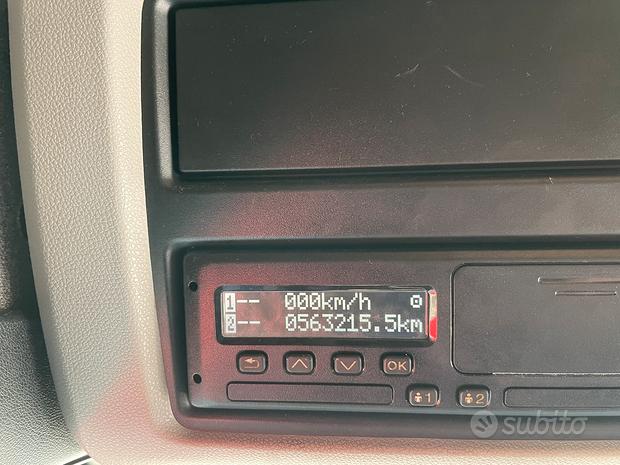 1-- 000km/h
2-- 0563215.5km
OK
1 2
subito